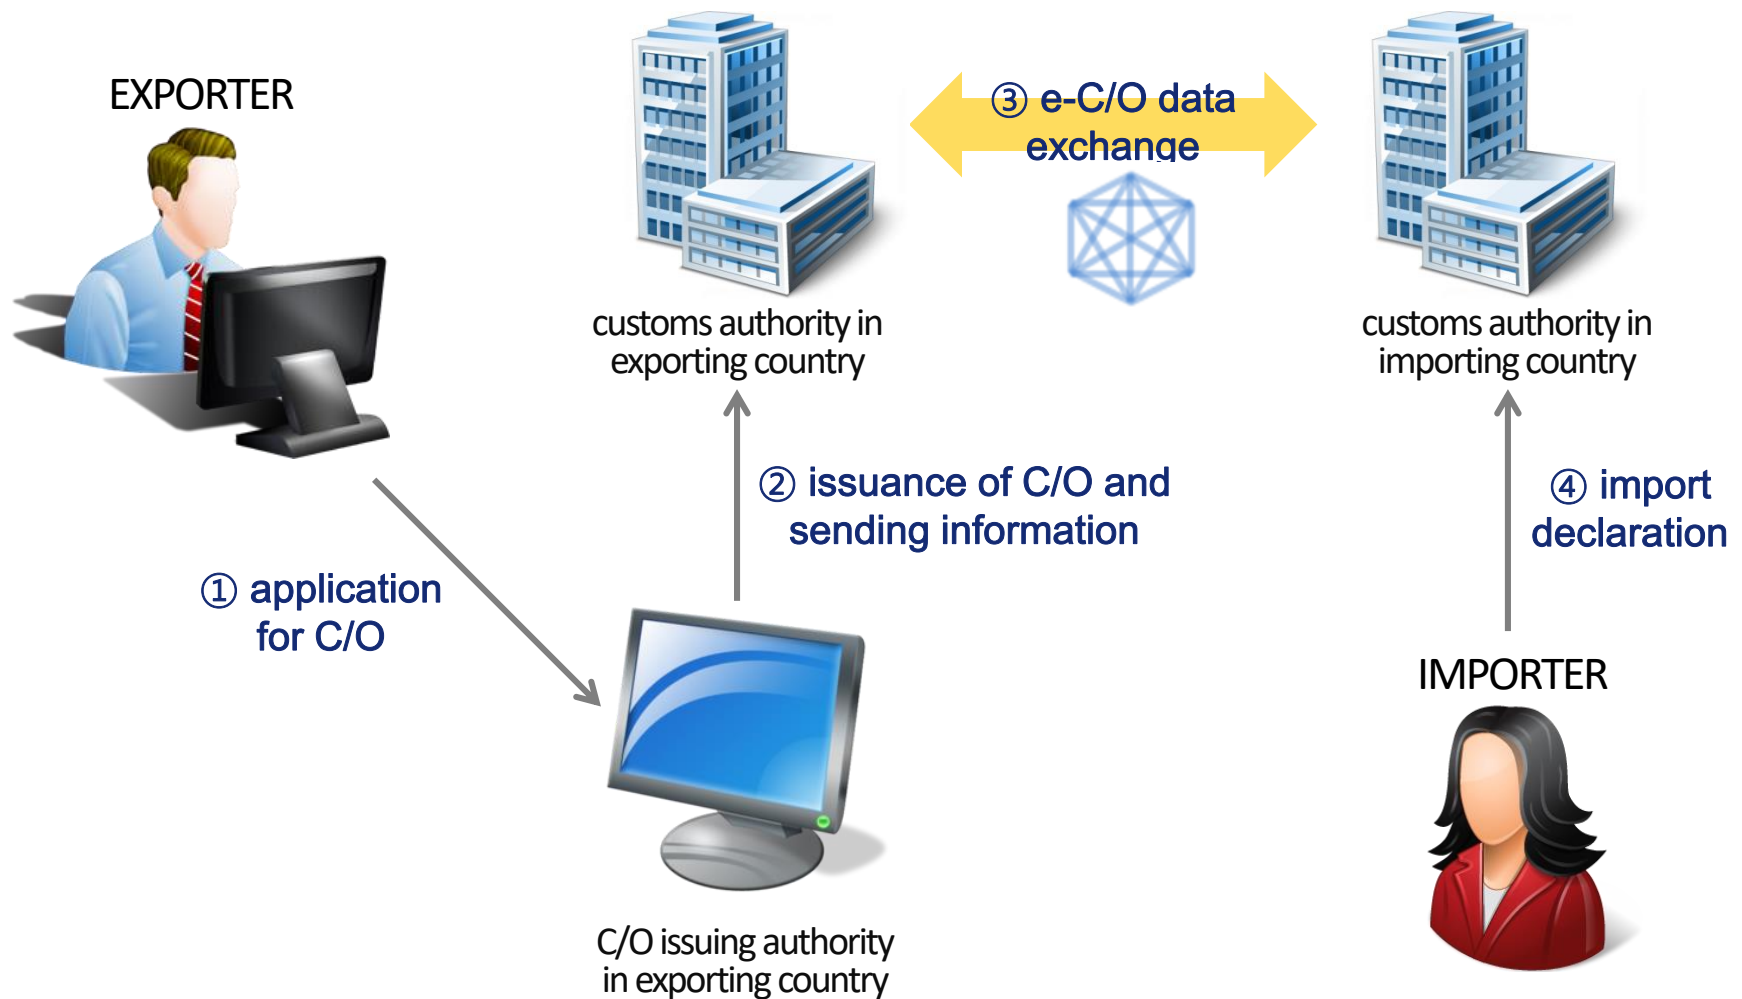 EXPORTER
③ e-C/O data
exchange
customs authority in
exporting country
customs authority in
importing country
② issuance of C/O and
sending information
④ import
declaration
① application
for C/O
IMPORTER
C/O issuing authority
in exporting country